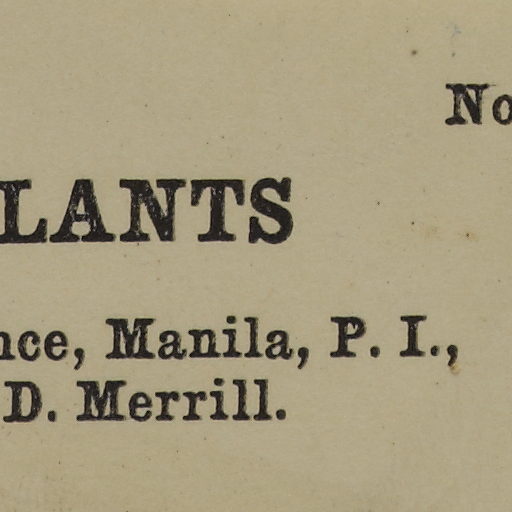 No
LANTS
nce, Manila, P. I.,
D. Merrill.